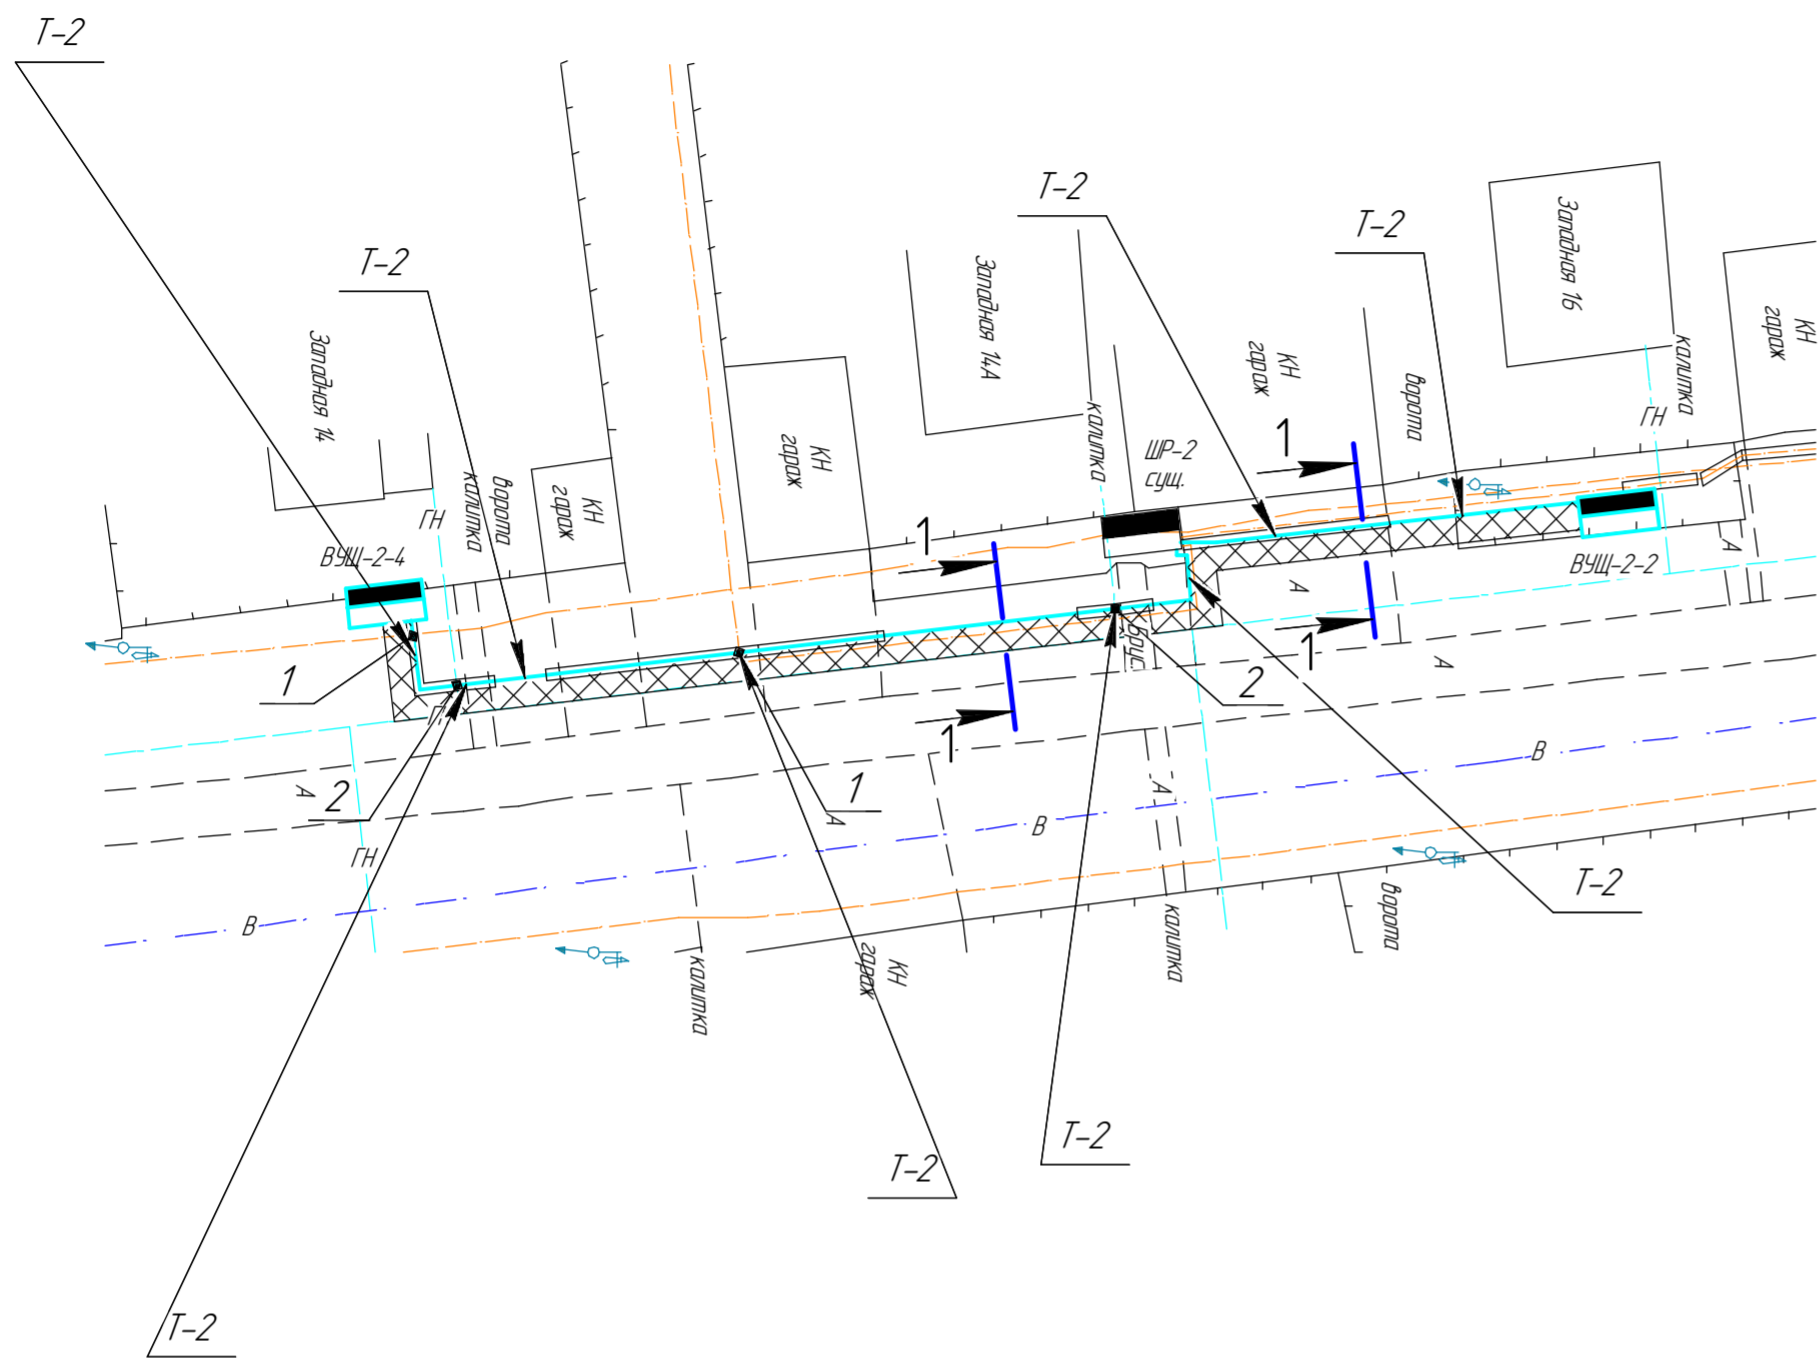 Т-2
Т-2
Т-2
Т-2
Западная 14
Западная 14А
Западная 16
КН
гараж
КН
гараж
КН
гараж
КН
гараж
ворота
калитка
ГН
калитка
ворота
калитка
ГН
ВУЩ-2-4
ШР-2
сущ.
ВУЩ-2-2
1
1
1
1
1
2
2
1
Брус.
Г
А
А
А
А
А
А
ГН
В
В
В
КН
гараж
калитка
калитка
ворота
Т-2
Т-2
Т-2
Т-2